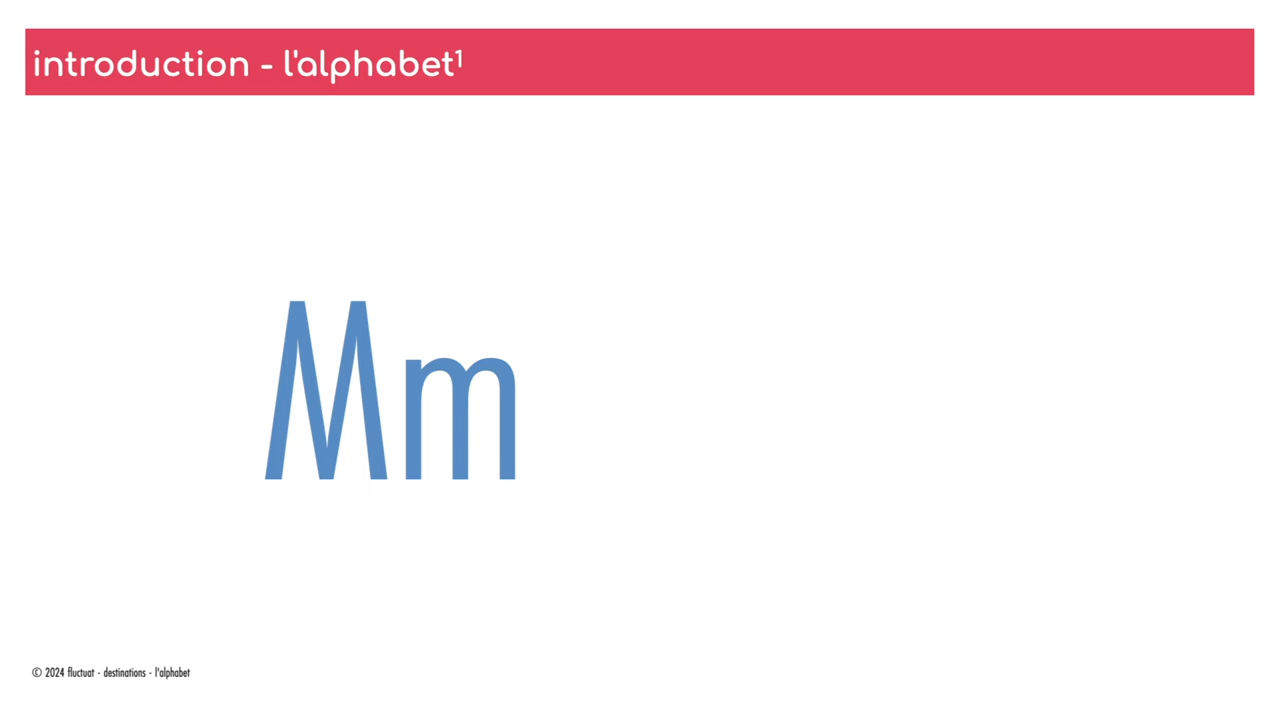 introduction - l'alphabet¹
Mm
© 2024 fluctuat - destinations - l'alphabet